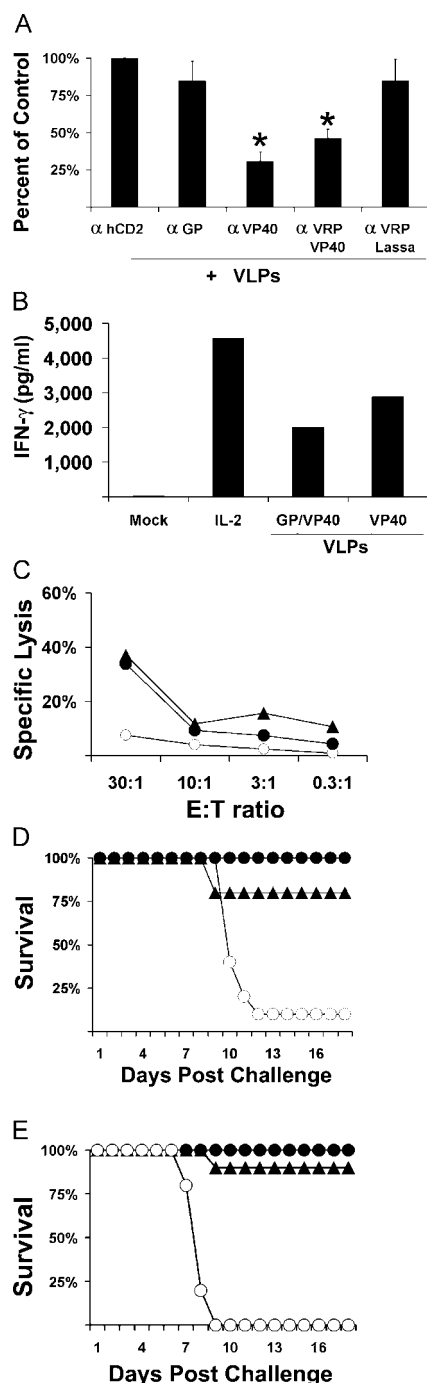 A
Percent of Control
100%
75%
50%
25%
*
*
α hCD2 α GP α VP40 α VRP VP40 α VRP Lassa
+ VLPs
B
IFN-γ (pg/ml)
5,000
4,000
3,000
2,000
1,000
Mock IL-2 GP/VP40 VP40
VLPs
C
Specific Lysis
60%
40%
20%
30:1 10:1 3:1 0.3:1
E:T ratio
D
Survival
100%
75%
50%
25%
1 4 7 10 13 16
Days Post Challenge
E
Survival
100%
75%
50%
25%
1 4 7 10 13 16
Days Post Challenge